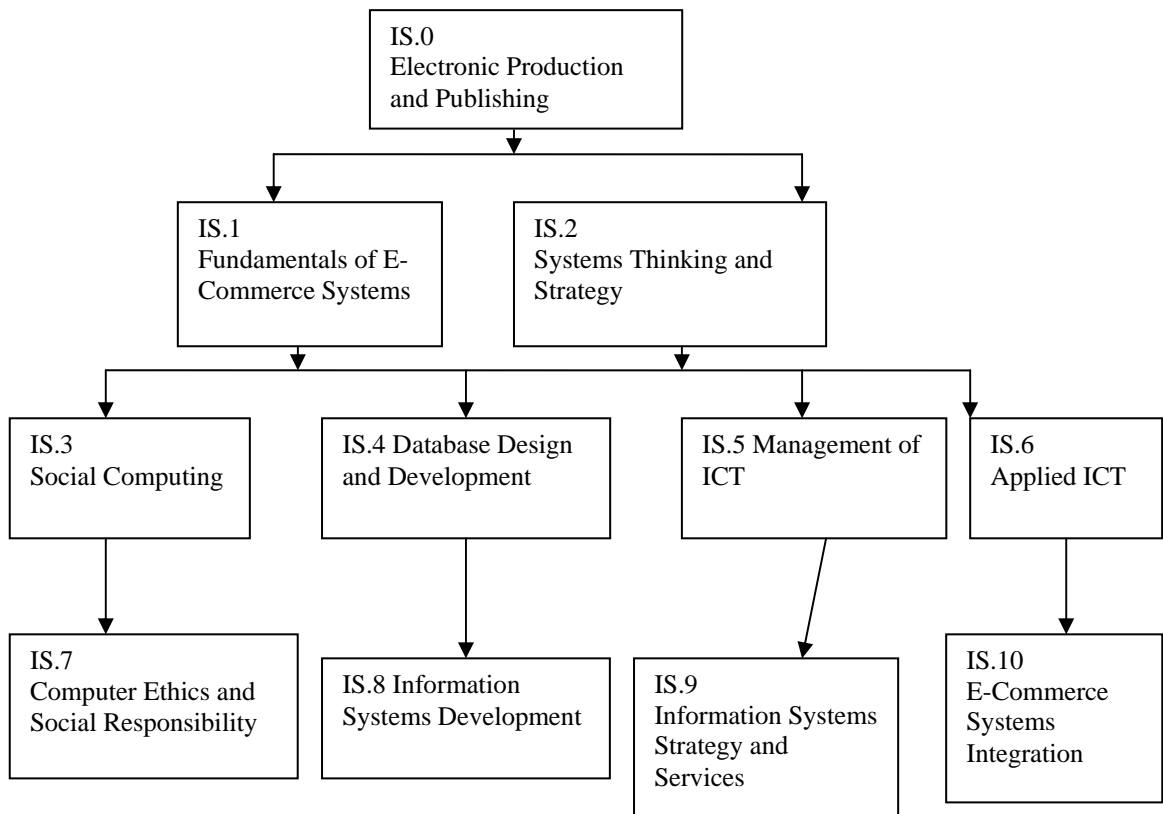 IS.0
Electronic Production
and Publishing
IS.1
Fundamentals of E-
Commerce Systems
IS.2
Systems Thinking and
Strategy
IS.3
Social Computing
IS.4 Database Design
and Development
IS.5 Management of
ICT
IS.6
Applied ICT
IS.7
Computer Ethics and
Social Responsibility
IS.8 Information
Systems Development
IS.9
Information Systems
Strategy and
Services
IS.10
E-Commerce
Systems
Integration